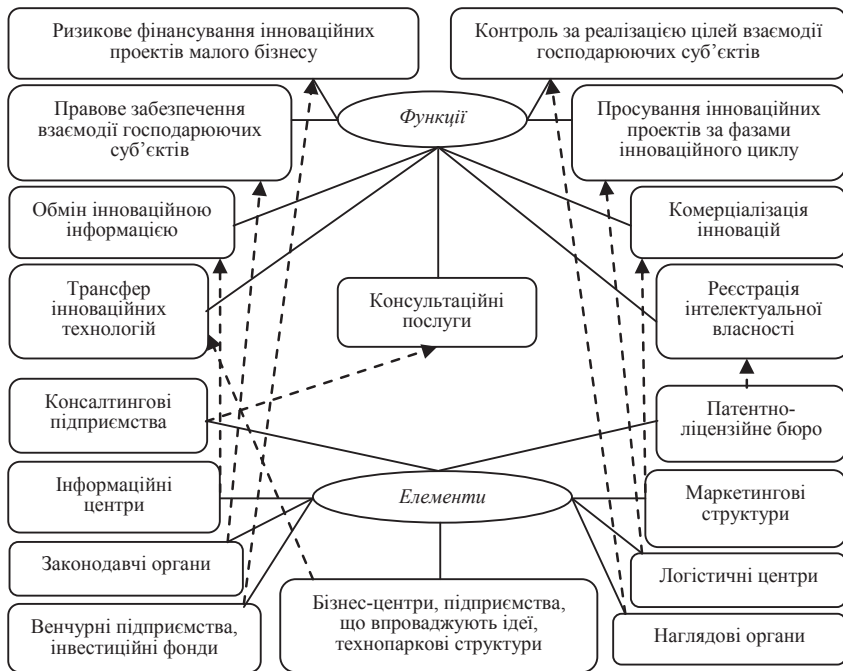 Ризикове фінансування інноваційних
проектів малого бізнесу
Контроль за реалізацією цілей взаємодії
господарюючих суб’єктів
Правове забезпечення
взаємодії господарюючих
суб’єктів
Функції
Просування інноваційних
проектів за фазами
інноваційного циклу
Обмін інноваційною
інформацією
Комерціалізація
інновацій
Трансфер
інноваційних
технологій
Консультаційні
послуги
Реєстрація
інтелектуальної
власності
Консалтингові
підприємства
Патентно-
ліцензійне бюро
Інформаційні
центри
Елементи
Маркетингові
структури
Законодавчі органи
Логістичні центри
Венчурні підприємства,
інвестиційні фонди
Бізнес-центри, підприємства,
що впроваджують ідеї,
технопаркові структури
Наглядові органи